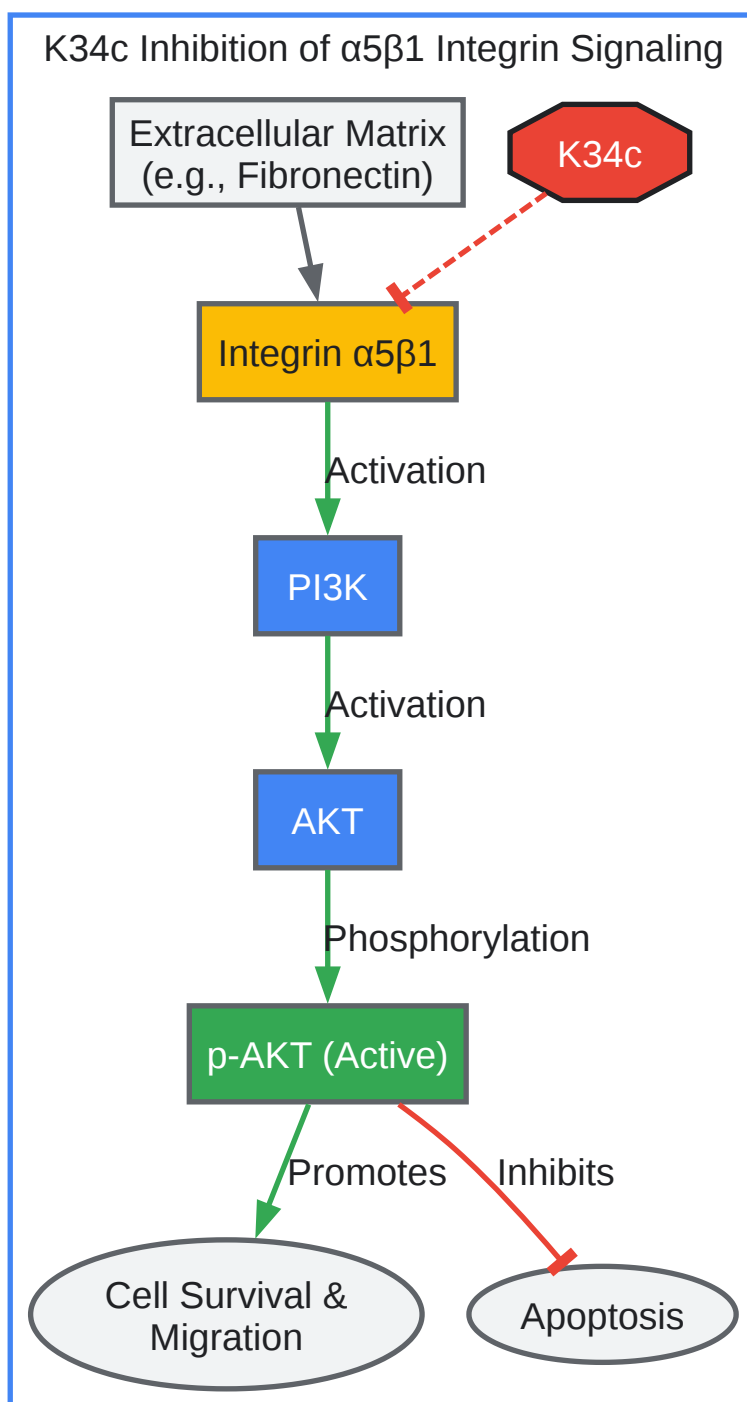 K34c Inhibition of α5β1 Integrin Signaling
Extracellular Matrix
(e.g., Fibronectin)
K34c
Integrin α5β1
Activation
PI3K
Activation
AKT
Phosphorylation
p-AKT (Active)
Promotes
Inhibits
Cell Survival &
Migration
Apoptosis